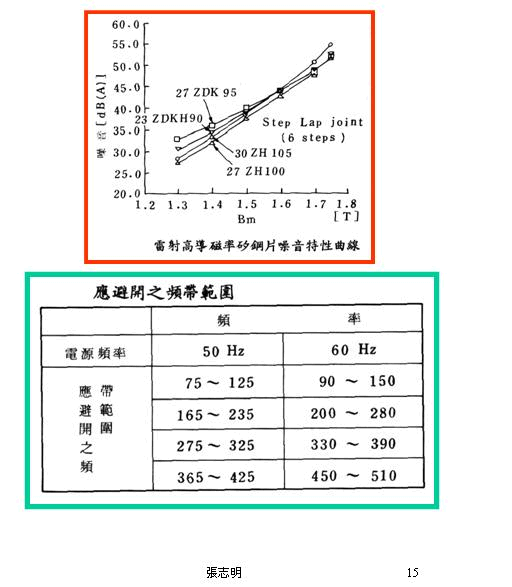 60.0
55.0
50.0
45.0
40.0
35.0
30.0
25.0
20.0
噪音[dB(A)]
27 ZDK 95
23 ZDKH90
Step Lap joint
(6 steps)
30 ZH 105
27 ZH100
1.2 1.3 1.4 1.5 1.6 1.7 1.8
Bm [T]
雷射高導磁率矽鋼片噪音特性曲線
應避開之頻帶範圍
頻 率
電源頻率 50 Hz 60 Hz
應避開之頻帶範圍
75～125 90～150
165～235 200～280
275～325 330～390
365～425 450～510
張志明 15